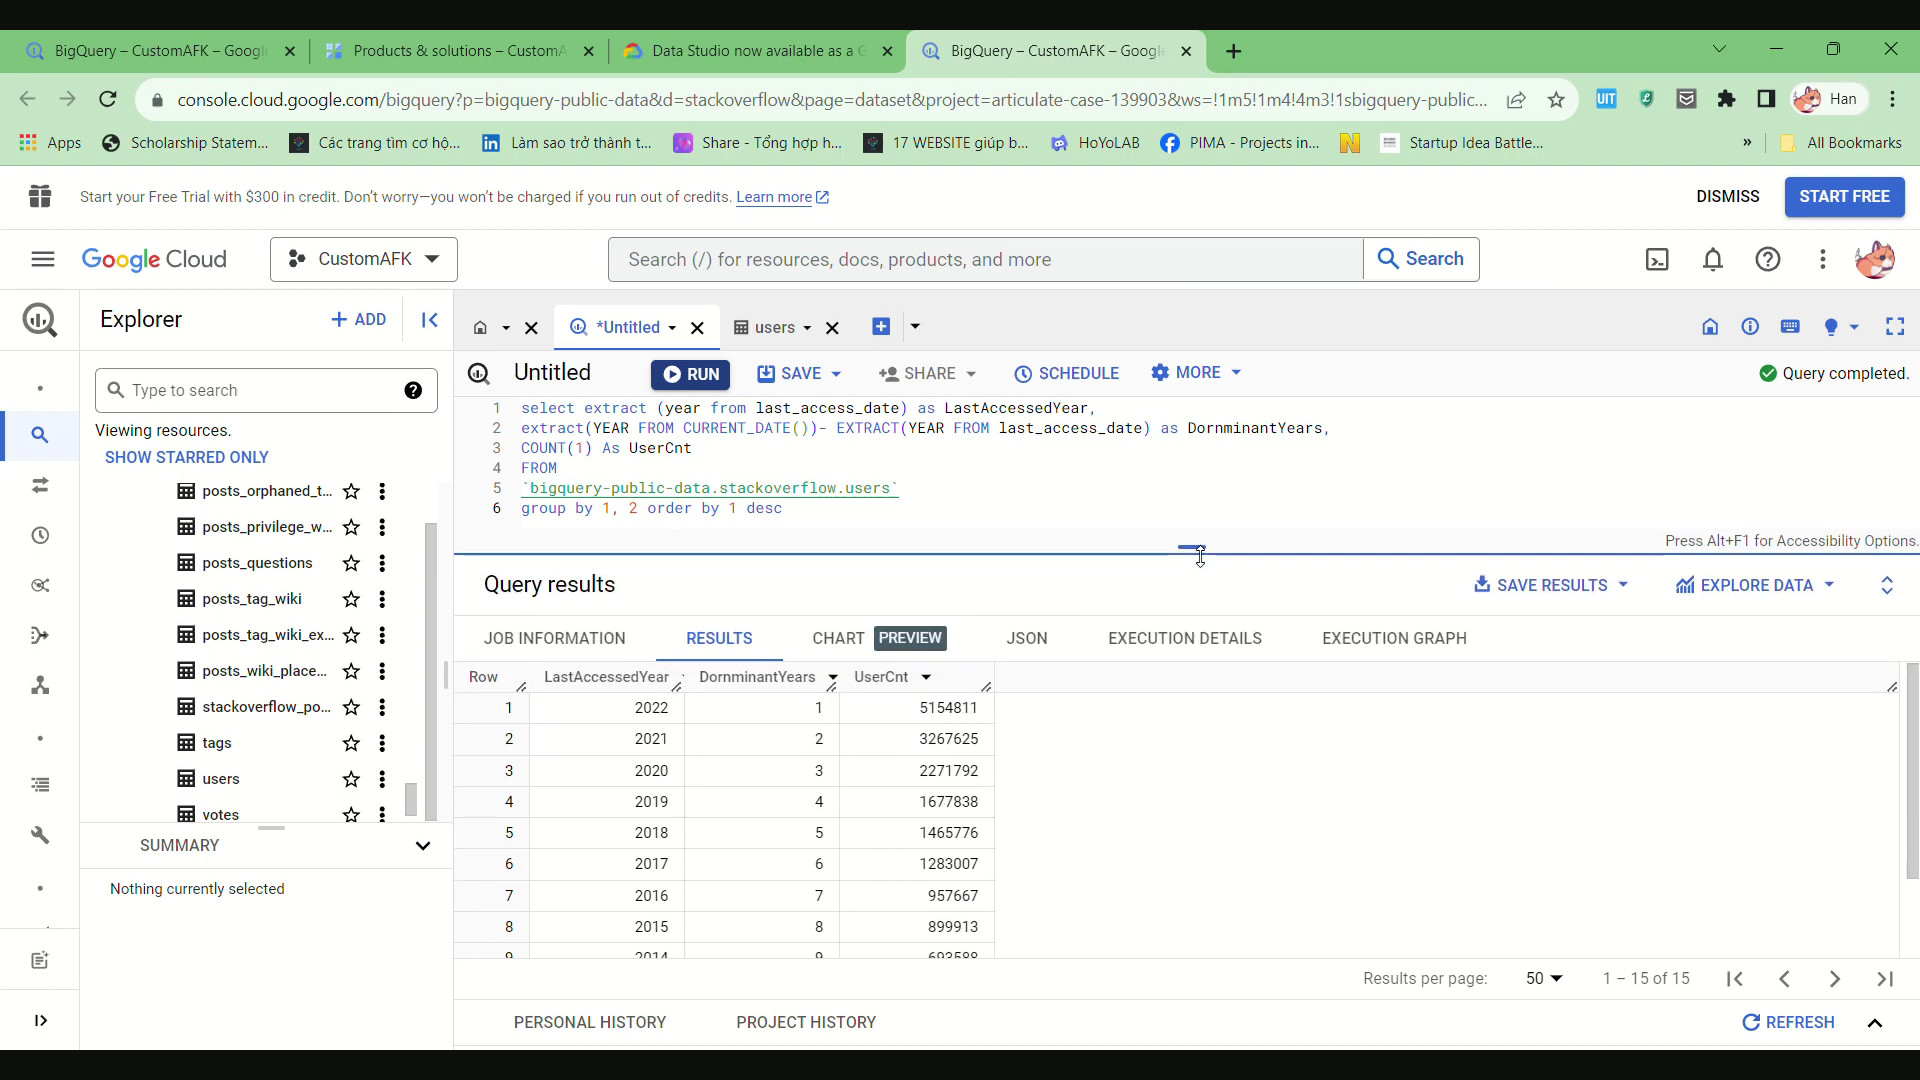 BigQuery – CustomAFK – Googl
Products & solutions – CustomA
Data Studio now available as a G
BigQuery – CustomAFK – Google
console.cloud.google.com/bigquery?p=bigquery-public-data&d=stackoverflow&page=dataset&project=articulate-case-139903&ws=!1m5!1m4!4m3!1sbigquery-public...
UIT
Han
Apps
Scholarship Statem...
Các trang tìm cơ hộ...
Làm sao trở thành t...
Share - Tổng hợp h...
17 WEBSITE giúp b...
HoYoLAB
PIMA - Projects in...
Startup Idea Battle...
»
All Bookmarks
Start your Free Trial with $300 in credit. Don't worry—you won't be charged if you run out of credits. Learn more
DISMISS
START FREE
Google Cloud
CustomAFK
Search (/) for resources, docs, products, and more
Search
Explorer
+ ADD
*Untitled
users
Untitled
RUN
SAVE
SHARE
SCHEDULE
MORE
Query completed.
Type to search
Viewing resources.
SHOW STARRED ONLY
posts_orphaned_t...
posts_privilege_w...
posts_questions
posts_tag_wiki
posts_tag_wiki_ex...
posts_wiki_place...
stackoverflow_po...
tags
users
votes
SUMMARY
Nothing currently selected
1 select extract (year from last_access_date) as LastAccessedYear,
2 extract(YEAR FROM CURRENT_DATE())- EXTRACT(YEAR FROM last_access_date) as DornminantYears,
3 COUNT(1) As UserCnt
4 FROM
5 `bigquery-public-data.stackoverflow.users`
6 group by 1, 2 order by 1 desc
Press Alt+F1 for Accessibility Options.
Query results
SAVE RESULTS
EXPLORE DATA
JOB INFORMATION
RESULTS
CHART PREVIEW
JSON
EXECUTION DETAILS
EXECUTION GRAPH
Row LastAccessedYear DornminantYears UserCnt
1 2022 1 5154811
2 2021 2 3267625
3 2020 3 2271792
4 2019 4 1677838
5 2018 5 1465776
6 2017 6 1283007
7 2016 7 957667
8 2015 8 899913
9 2014 9 693588
Results per page: 50 1 – 15 of 15
PERSONAL HISTORY
PROJECT HISTORY
REFRESH